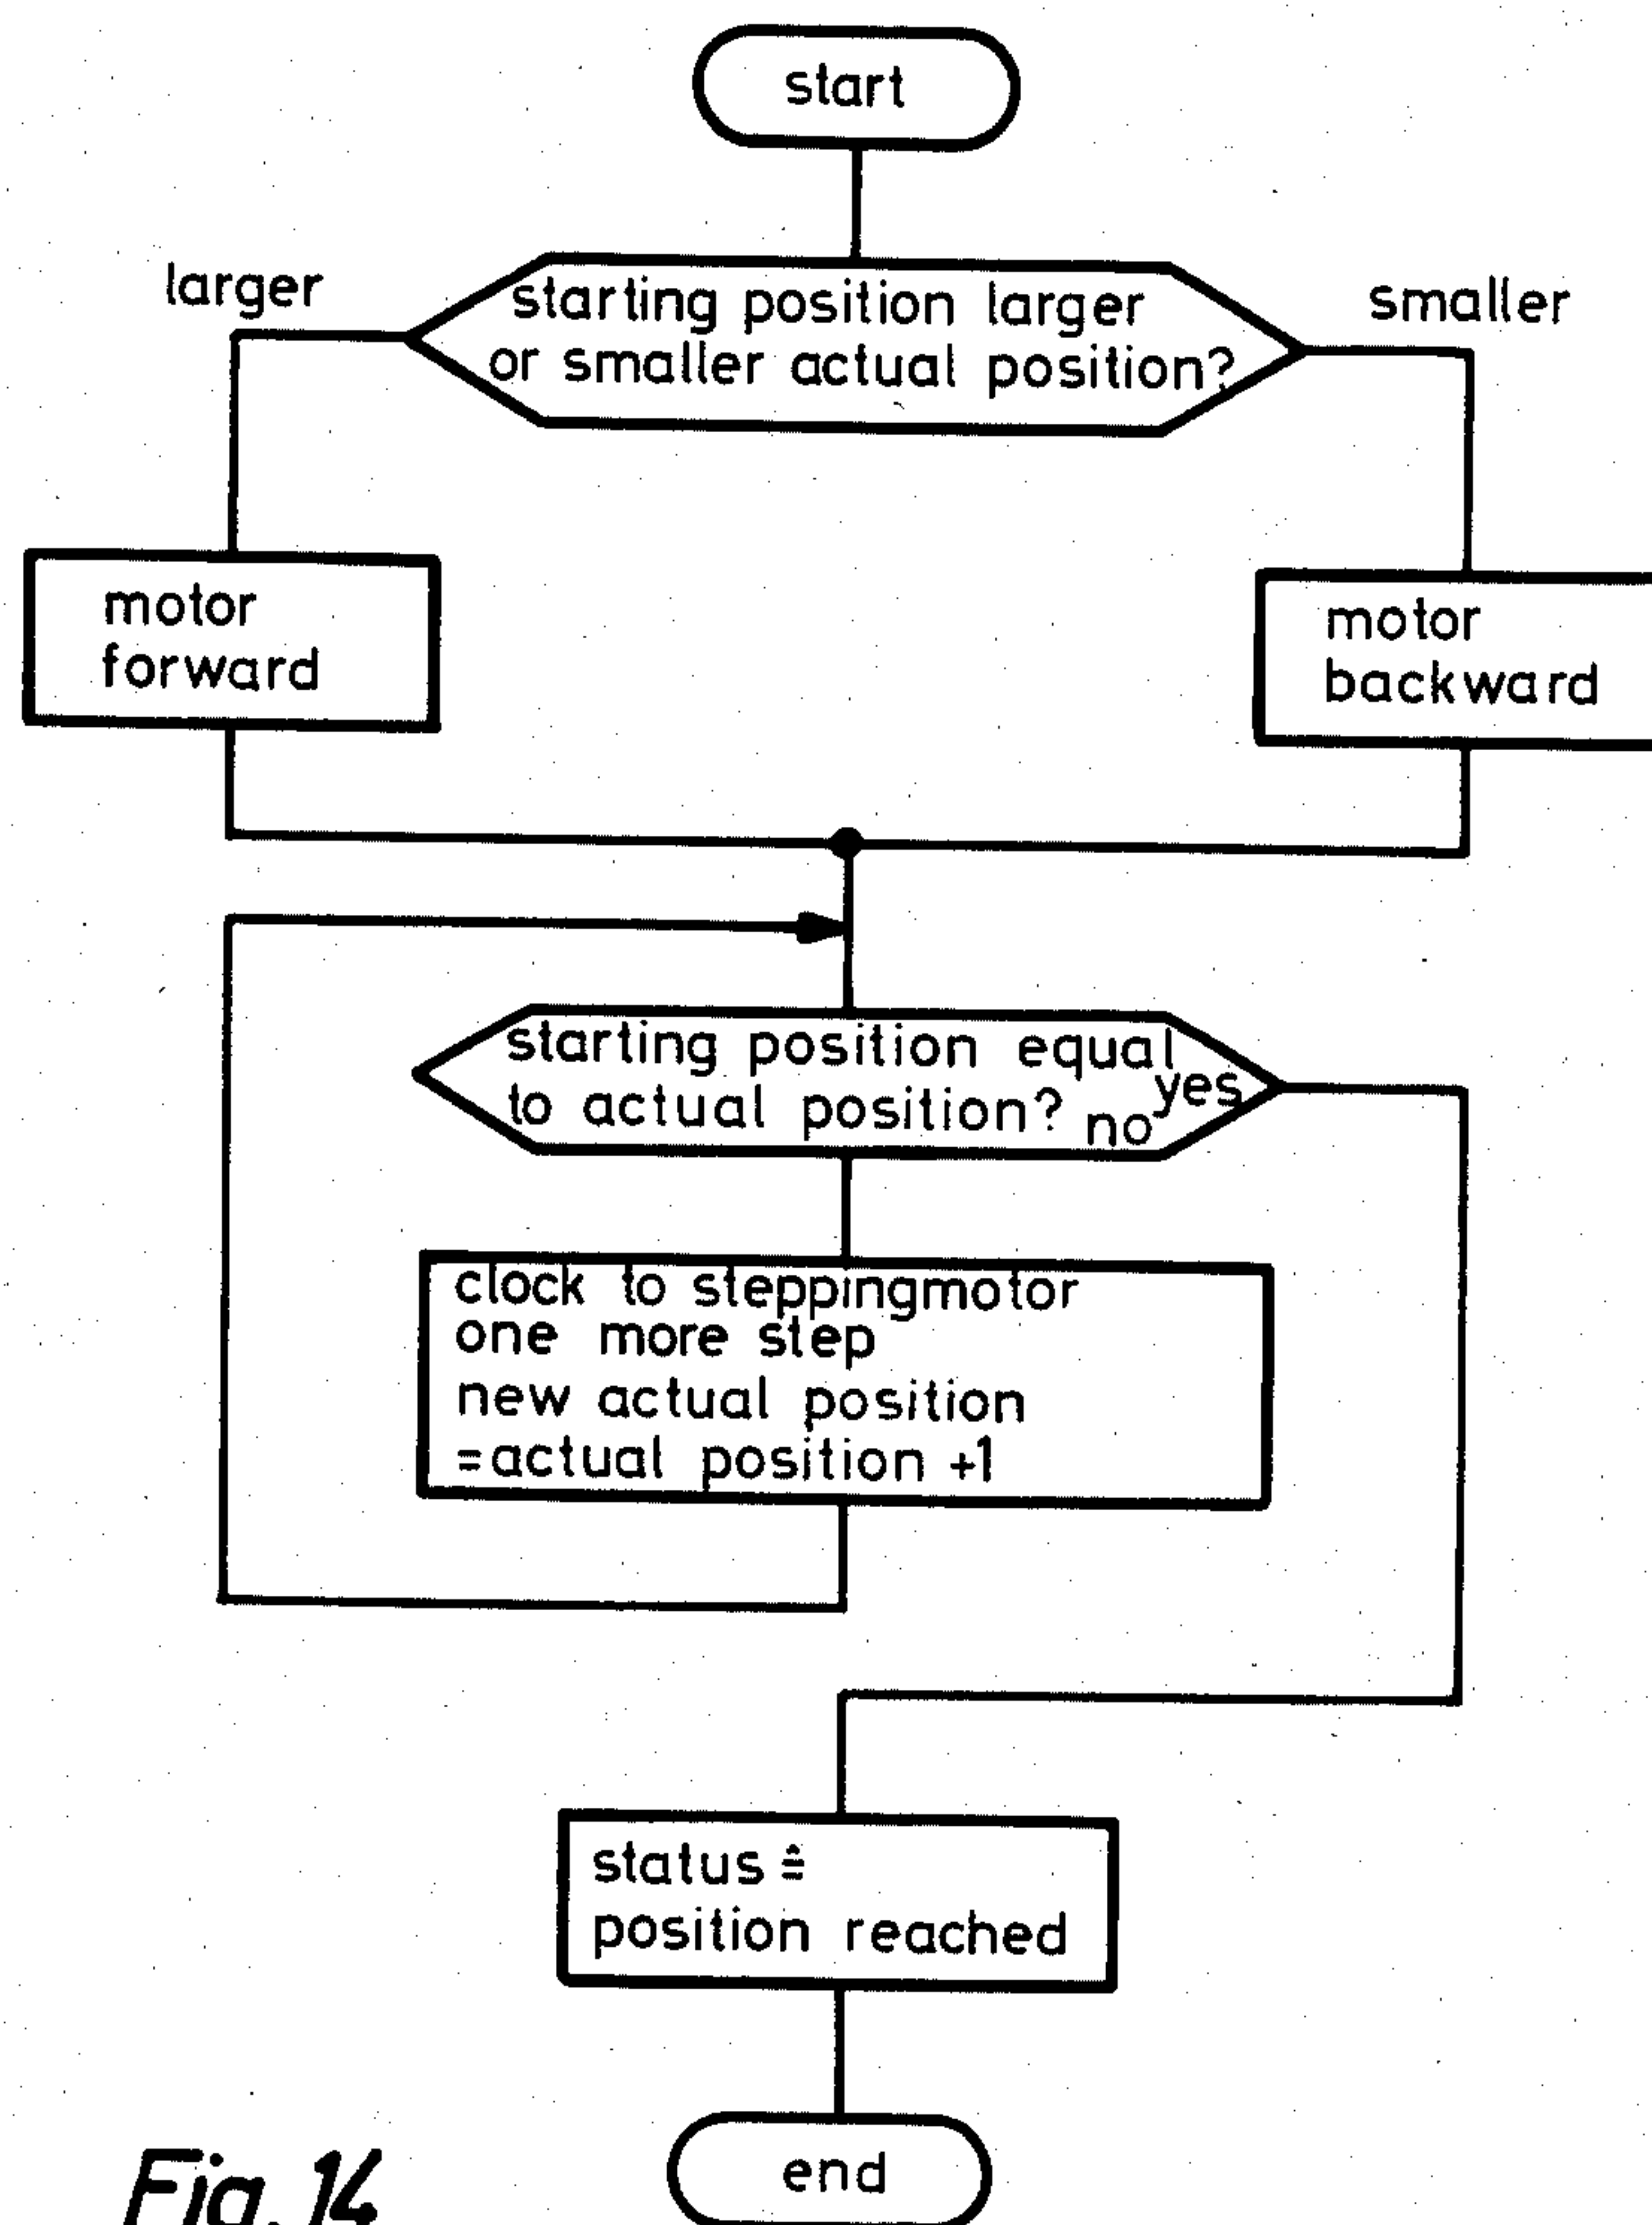 start
larger
starting position larger
or smaller actual position?
smaller
motor
forward
motor
backward
starting position equal
to actual position?
yes
no
clock to steppingmotor
one more step
new actual position
=actual position +1
status ≙
position reached
end
Fig. 14